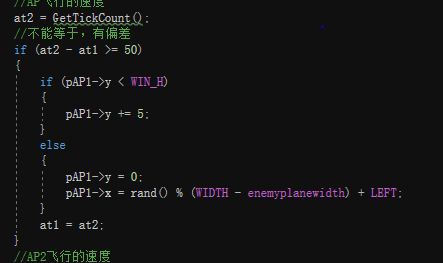 //AP飞行的速度
at2 = GetTickCount();
//不能等于，有偏差
if (at2 - at1 >= 50)
{
if (pAP1->y < WIN_H)
{
pAP1->y += 5;
}
else
{
pAP1->y = 0;
pAP1->x = rand() % (WIDTH - enemyplanewidth) + LEFT;
}
at1 = at2;
}
//AP2飞行的速度